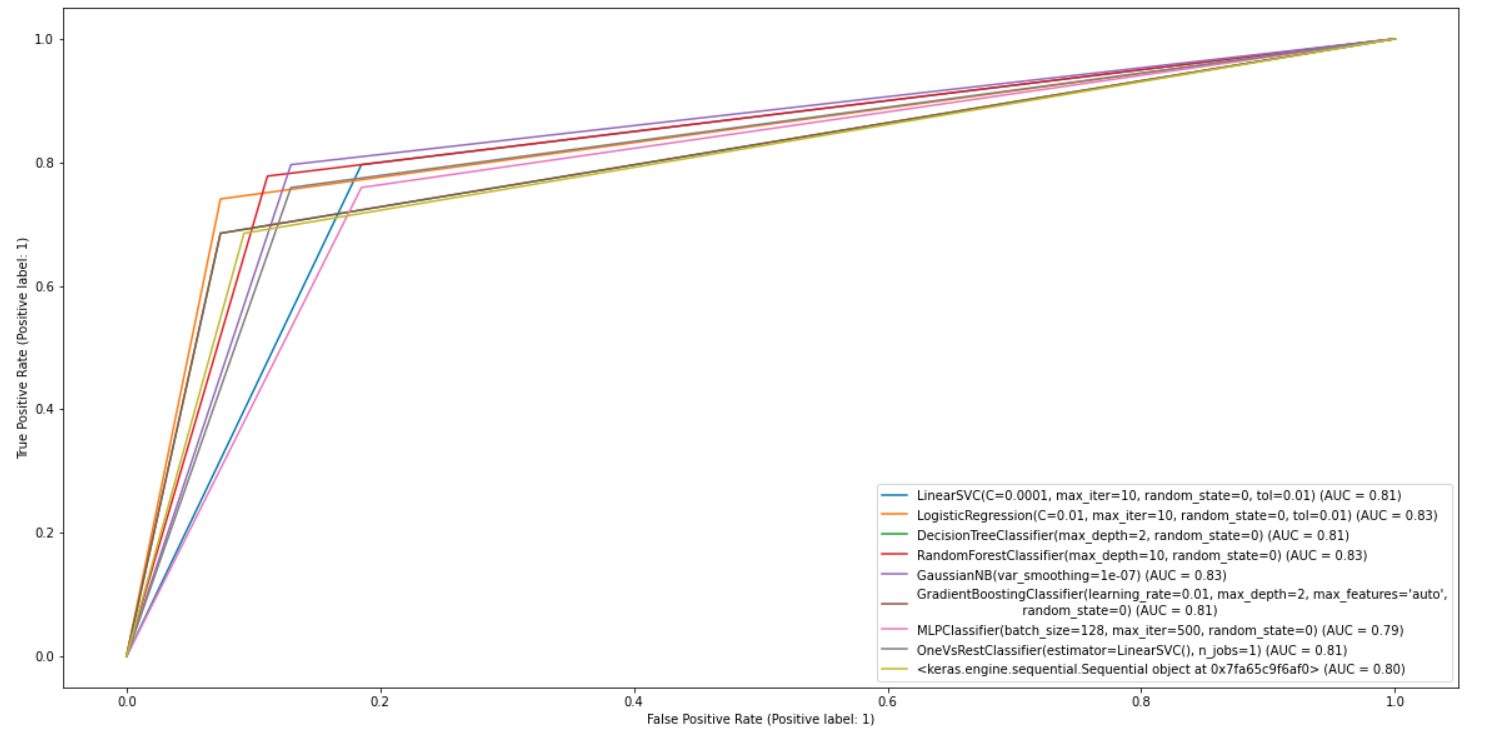 1.0
0.8
0.6
0.4
0.2
0.0
True Positive Rate (Positive label: 1)
LinearSVC(C=0.0001, max_iter=10, random_state=0, tol=0.01) (AUC = 0.81)
LogisticRegression(C=0.01, max_iter=10, random_state=0, tol=0.01) (AUC = 0.83)
DecisionTreeClassifier(max_depth=2, random_state=0) (AUC = 0.81)
RandomForestClassifier(max_depth=10, random_state=0) (AUC = 0.83)
GaussianNB(var_smoothing=1e-07) (AUC = 0.83)
GradientBoostingClassifier(learning_rate=0.01, max_depth=2, max_features='auto',
random_state=0) (AUC = 0.81)
MLPClassifier(batch_size=128, max_iter=500, random_state=0) (AUC = 0.79)
OneVsRestClassifier(estimator=LinearSVC(), n_jobs=1) (AUC = 0.81)
<keras.engine.sequential.Sequential object at 0x7fa65c9f6af0> (AUC = 0.80)
0.0 0.2 0.4 0.6 0.8 1.0
False Positive Rate (Positive label: 1)